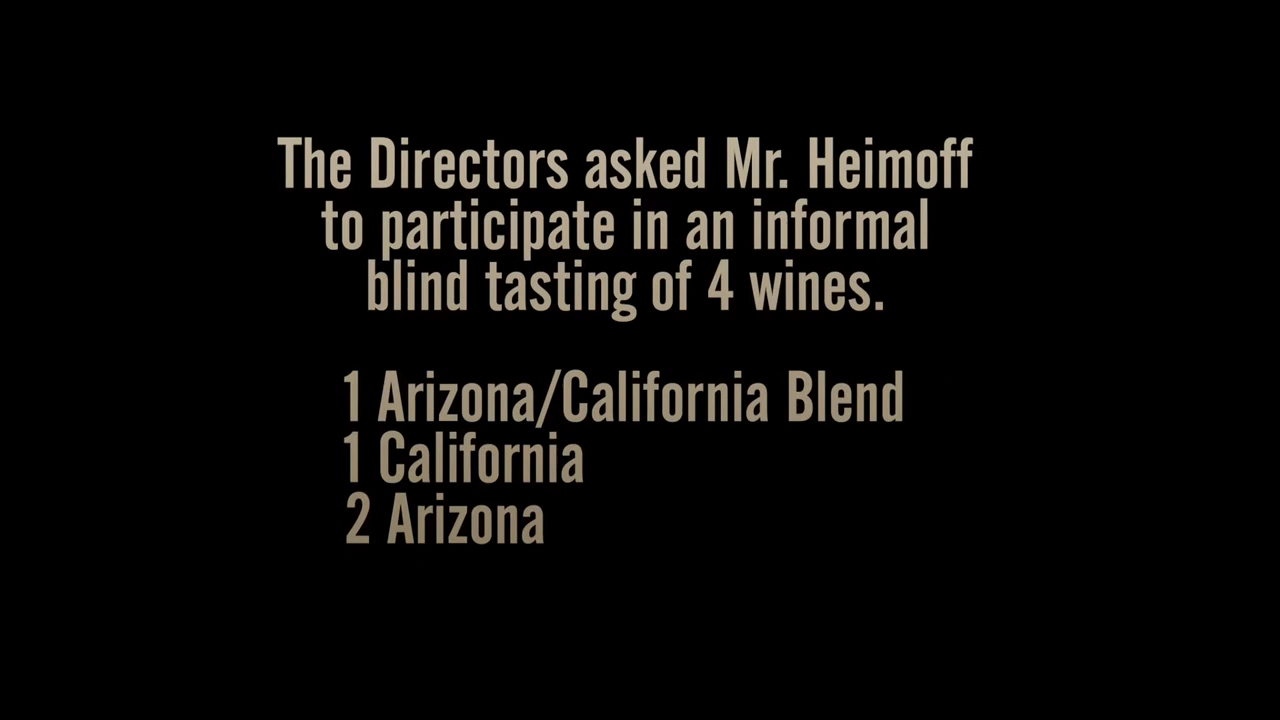 The Directors asked Mr. Heimoff
to participate in an informal
blind tasting of 4 wines.
1 Arizona/California Blend
1 California
2 Arizona